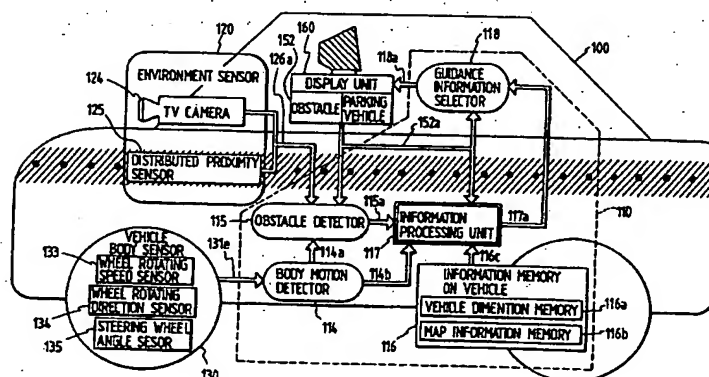 120
160
152
126a
118a
118
100
124
ENVIRONMENT SENSOR
TV CAMERA
DISPLAY UNIT
OBSTACLE
PARKING
VEHICLE
GUIDANCE
INFORMATION
SELECTOR
125
152a
DISTRIBUTED PROXIMITY
SENSOR
115
OBSTACLE DETECTOR
115a
INFORMATION
PROCESSING UNIT
117
117a
110
VEHICLE
BODY SENSOR
133
WHEEL ROTATING
SPEED SENSOR
131e
114a
114b
116c
BODY MOTION
DETECTOR
114
INFORMATION MEMORY
ON VEHICLE
134
WHEEL ROTATING
DIRECTION SENSOR
VEHICLE DIMENTION MEMORY
116a
135
STEERING WHEEL
ANGLE SESOR
116
MAP INFORMATION MEMORY
116b
130